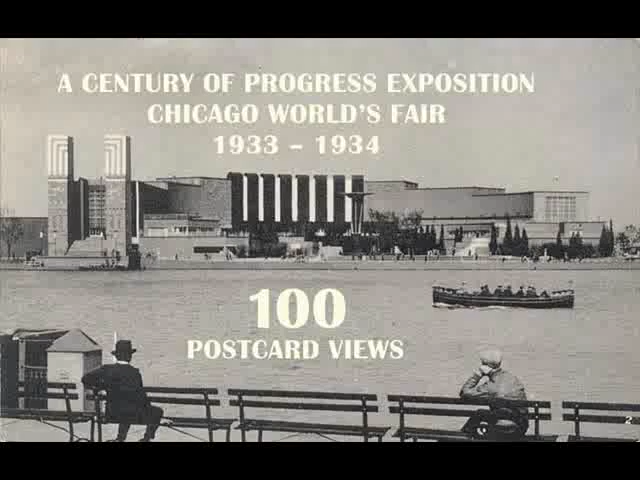 A CENTURY OF PROGRESS EXPOSITION
CHICAGO WORLD'S FAIR
1933 – 1934
100
POSTCARD VIEWS